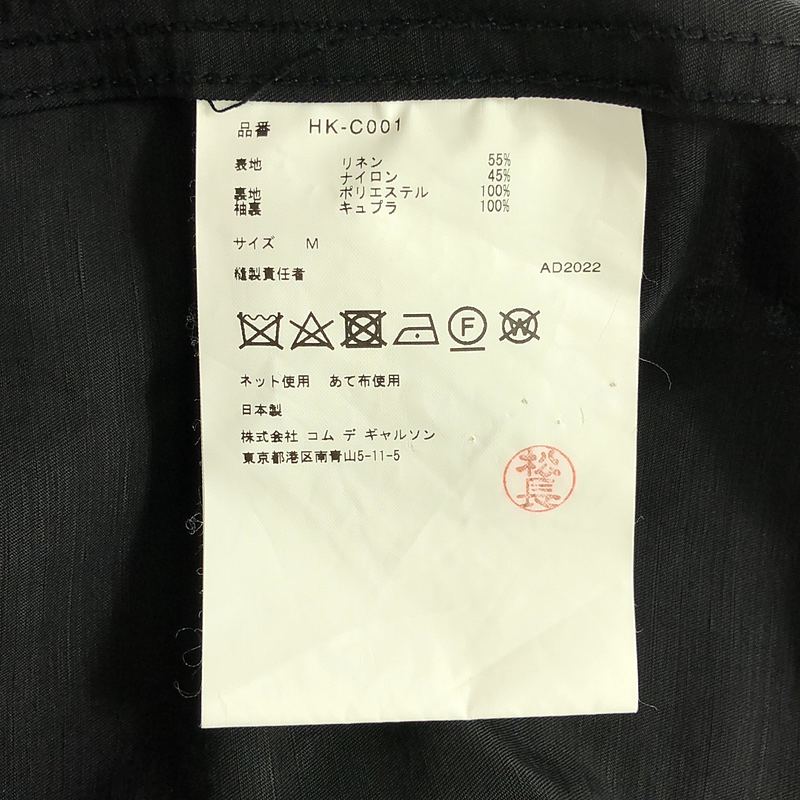 品番 HK-C001
表地 リネン 55%
ナイロン 45%
裏地 ポリエステル 100%
袖裏 キュプラ 100%
サイズ M
縫製責任者 AD2022
F W
ネット使用 あて布使用
日本製
株式会社 コム デ ギャルソン
東京都港区南青山5-11-5
松
長